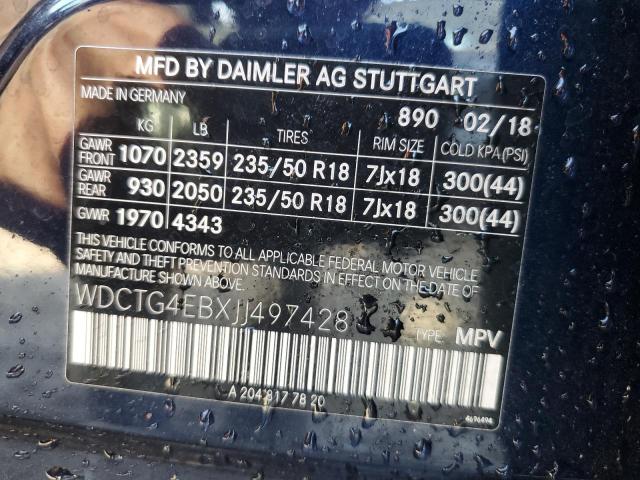 MFD BY DAIMLER AG STUTTGART
MADE IN GERMANY
890 02/18
KG LB TIRES RIM SIZE COLD KPA(PSI)
GAWR FRONT 1070 2359 235/50 R18 7Jx18 300(44)
GAWR REAR 930 2050 235/50 R18 7Jx18 300(44)
GVWR 1970 4343
THIS VEHICLE CONFORMS TO ALL APPLICABLE FEDERAL MOTOR VEHICLE
SAFETY AND THEFT PREVENTION STANDARDS IN EFFECT ON THE DATE OF
MANUFACTURE SHOWN ABOVE.
WDCTG4EBXJJ497428
TYPE: MPV
A 204 817 78 20
4696494